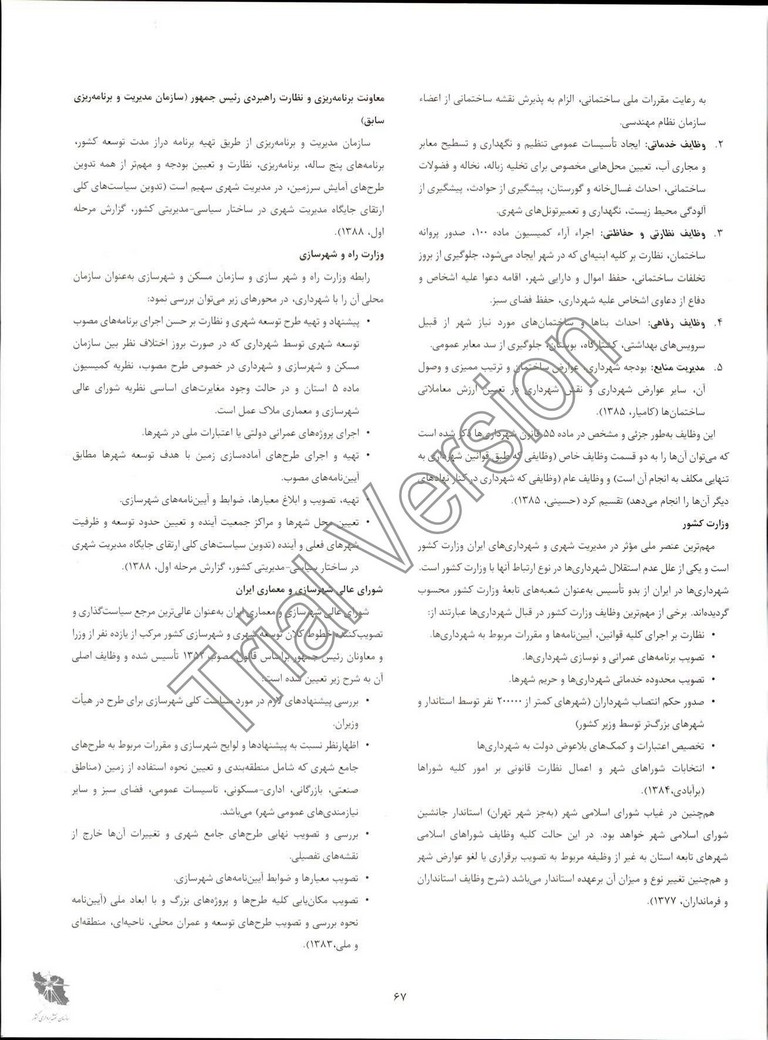 به رعایت مقررات ملی ساختمانی، الزام به پذیرش نقشه ساختمانی از اعضاء
سازمان نظام مهندسی.
۲. وظایف خدماتی: ایجاد تأسیسات عمومی تنظیم و نگهداری و تسطیح معابر
و مجاری آب، تعیین محل‌هایی مخصوص برای تخلیه زباله، نخاله و فضولات
ساختمانی، احداث غسال‌خانه و گورستان، پیشگیری از حوادث، پیشگیری از
آلودگی محیط زیست، نگهداری و تعمیرتونل‌های شهری.
۳. وظایف نظارتی و حفاظتی: اجراء آراء کمیسیون ماده ۱۰۰، صدور پروانه
ساختمان، نظارت بر کلیه ابنیه‌ای که در شهر ایجاد می‌شود، جلوگیری از بروز
تخلفات ساختمانی، حفظ اموال و دارایی شهر، اقامه دعوا علیه اشخاص و
دفاع از دعاوی اشخاص علیه شهرداری، حفظ فضای سبز.
۴. وظایف رفاهی: احداث بناها و ساختمان‌های مورد نیاز شهر از قبیل
سرویس‌های بهداشتی، کشتارگاه، بوستان، جلوگیری از سد معابر عمومی.
۵. مدیریت منابع: بودجه شهرداری، عوارض ساختمان و ترتیب ممیزی و وصول
آن، سایر عوارض شهرداری و نقش شهرداری در تعیین ارزش معاملاتی
ساختمان‌ها (کامیار، ۱۳۸۵).
این وظایف به‌طور جزئی و مشخص در ماده ۵۵ قانون شهرداری‌ها ذکر شده است
که می‌توان آن‌ها را به دو قسمت وظایف خاص (وظایفی که طبق قوانین شهرداری به
تنهایی مکلف به انجام آن است) و وظایف عام (وظایفی که شهرداری در کنار نهادهای
دیگر آن‌ها را انجام می‌دهد) تقسیم کرد (حسینی، ۱۳۸۵).
وزارت کشور
مهم‌ترین عنصر ملی مؤثر در مدیریت شهری و شهرداری‌های ایران وزارت کشور
است و یکی از علل عدم استقلال شهرداری‌ها در نوع ارتباط آنها با وزارت کشور است.
شهرداری‌ها در ایران از بدو تأسیس به‌عنوان شعبه‌های تابعهٔ وزارت کشور محسوب
گردیده‌اند. برخی از مهم‌ترین وظایف وزارت کشور در قبال شهرداری‌ها عبارتند از:
• نظارت بر اجرای کلیه قوانین، آیین‌نامه‌ها و مقررات مربوط به شهرداری‌ها.
• تصویب برنامه‌های عمرانی و نوسازی شهرداری‌ها.
• تصویب محدوده خدماتی شهرداری‌ها و حریم شهرها.
• صدور حکم انتصاب شهرداران (شهرهای کمتر از ۲۰۰۰۰۰ نفر توسط استاندار و
شهرهای بزرگ‌تر توسط وزیر کشور)
• تخصیص اعتبارات و کمک‌های بلاعوض دولت به شهرداری‌ها
• انتخابات شوراهای شهر و اعمال نظارت قانونی بر امور کلیه شوراها
(برآبادی،۱۳۸۴).
هم‌چنین در غیاب شورای اسلامی شهر (به‌جز شهر تهران) استاندار جانشین
شورای اسلامی شهر خواهد بود. در این حالت کلیه وظایف شوراهای اسلامی
شهرهای تابعه استان به غیر از وظیفه مربوط به تصویب برقراری یا لغو عوارض شهر
و هم‌چنین تغییر نوع و میزان آن برعهده استاندار می‌باشد (شرح وظایف استانداران
و فرمانداران، ۱۳۷۷).
معاونت برنامه‌ریزی و نظارت راهبردی رئیس جمهور (سازمان مدیریت و برنامه‌ریزی
سابق)
سازمان مدیریت و برنامه‌ریزی از طریق تهیه برنامه دراز مدت توسعه کشور،
برنامه‌های پنج ساله، برنامه‌ریزی، نظارت و تعیین بودجه و مهم‌تر از همه تدوین
طرح‌های آمایش سرزمین، در مدیریت شهری سهیم است (تدوین سیاست‌های کلی
ارتقای جایگاه مدیریت شهری در ساختار سیاسی-مدیریتی کشور، گزارش مرحله
اول، ۱۳۸۸).
وزارت راه و شهرسازی
رابطه وزارت راه و شهر سازی و سازمان مسکن و شهرسازی به‌عنوان سازمان
محلی آن را با شهرداری، در محورهای زیر می‌توان بررسی نمود:
• پیشنهاد و تهیه طرح توسعه شهری و نظارت بر حسن اجرای برنامه‌های مصوب
توسعه شهری توسط شهرداری که در صورت بروز اختلاف نظر بین سازمان
مسکن و شهرسازی و شهرداری در خصوص طرح مصوب، نظریه کمیسیون
ماده ۵ استان و در حالت وجود مغایرت‌های اساسی نظریه شورای عالی
شهرسازی و معماری ملاک عمل است.
• اجرای پروژه‌های عمرانی دولتی یا اعتبارات ملی در شهرها.
• تهیه و اجرای طرح‌های آماده‌سازی زمین با هدف توسعه شهرها مطابق
آیین‌نامه‌های مصوب.
• تهیه، تصویب و ابلاغ معیارها، ضوابط و آیین‌نامه‌های شهرسازی.
• تعیین محل شهرها و مراکز جمعیت آینده و تعیین حدود توسعه و ظرفیت
شهرهای فعلی و آینده (تدوین سیاست‌های کلی ارتقای جایگاه مدیریت شهری
در ساختار سیاسی-مدیریتی کشور، گزارش مرحله اول، ۱۳۸۸).
شورای عالی شهرسازی و معماری ایران
شورای عالی شهرسازی و معماری ایران به‌عنوان عالی‌ترین مرجع سیاست‌گذاری و
تصویب‌کننده خطوط کلان توسعه شهری و شهرسازی کشور مرکب از یازده نفر از وزرا
و معاونان رئیس جمهور براساس قانون مصوب ۱۳۵۲ تأسیس شده و وظایف اصلی
آن به شرح زیر تعیین شده است:
• بررسی پیشنهادهای لازم در مورد سیاست کلی شهرسازی برای طرح در هیأت
وزیران.
• اظهارنظر نسبت به پیشنهادها و لوایح شهرسازی و مقررات مربوط به طرح‌های
جامع شهری که شامل منطقه‌بندی و تعیین نحوه استفاده از زمین (مناطق
صنعتی، بازرگانی، اداری-مسکونی، تاسیسات عمومی، فضای سبز و سایر
نیازمندی‌های عمومی شهر) می‌باشد.
• بررسی و تصویب نهایی طرح‌های جامع شهری و تغییرات آن‌ها خارج از
نقشه‌های تفصیلی.
• تصویب معیارها و ضوابط آیین‌نامه‌های شهرسازی.
• تصویب مکان‌یابی کلیه طرح‌ها و پروژه‌های بزرگ و با ابعاد ملی (آیین‌نامه
نحوه بررسی و تصویب طرح‌های توسعه و عمران محلی، ناحیه‌ای، منطقه‌ای
و ملی،۱۳۸۳).
۶۷
Trial Version